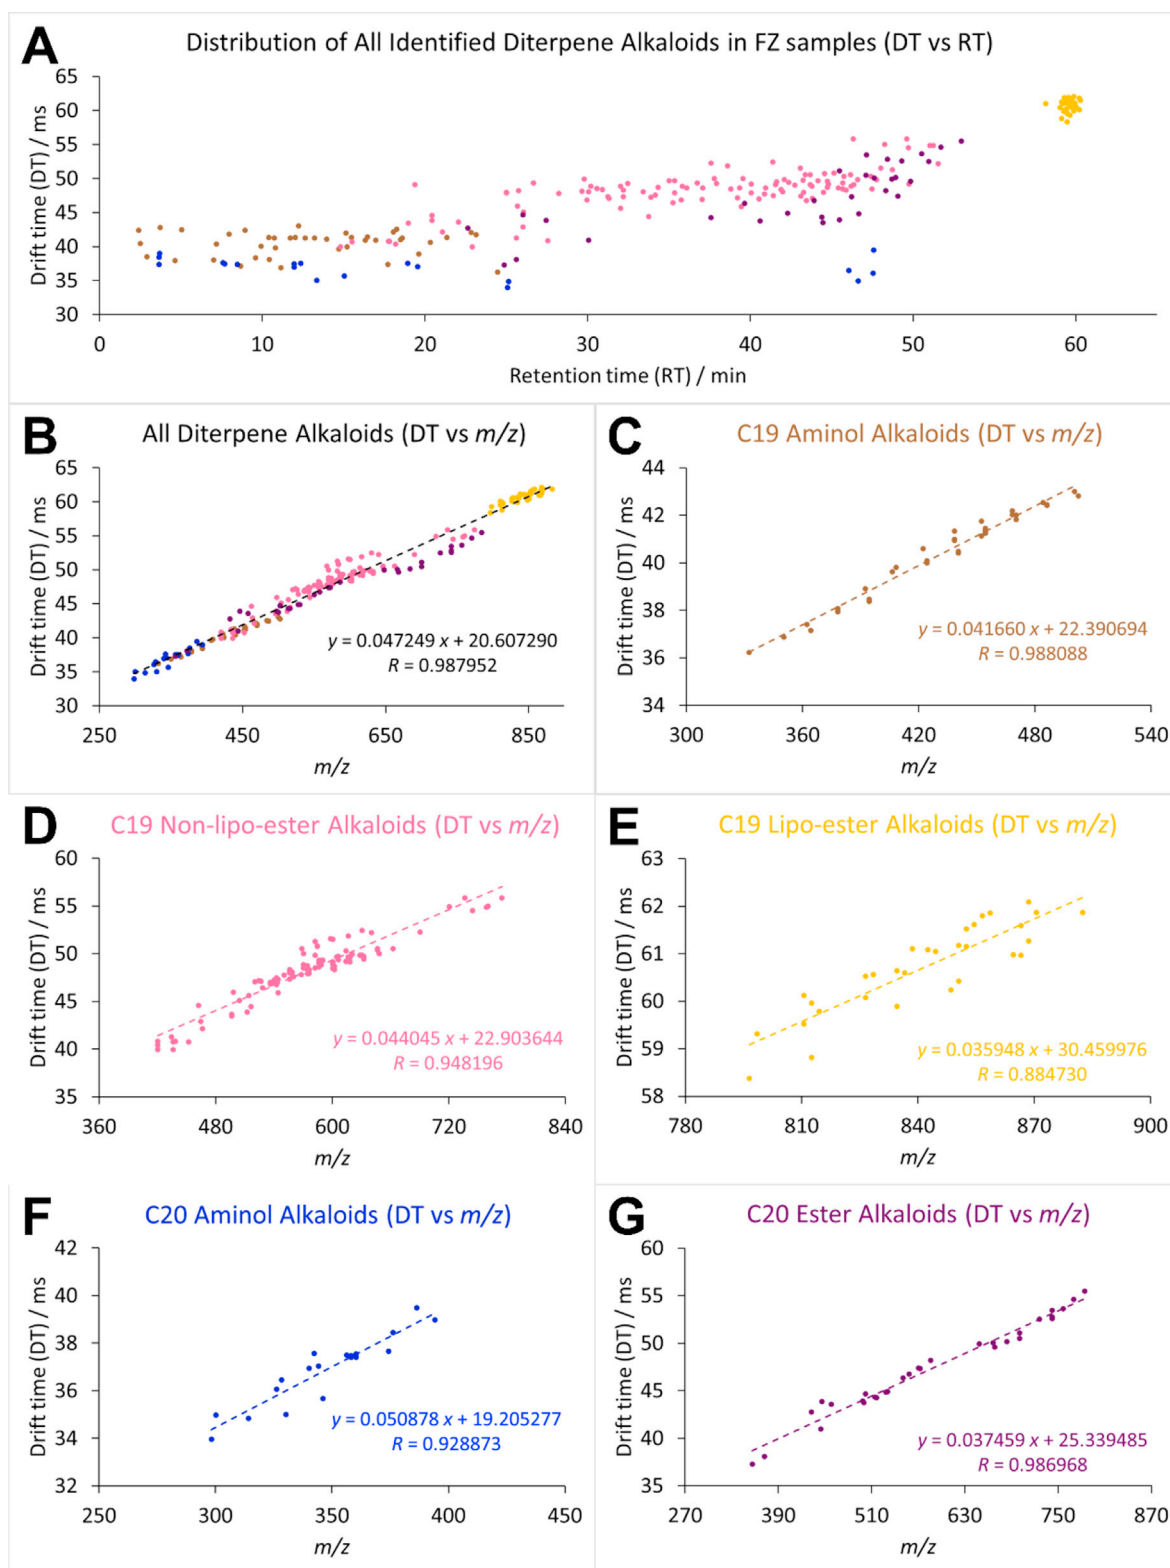 A
Distribution of All Identified Diterpene Alkaloids in FZ samples (DT vs RT)
Drift time (DT) / ms
65
60
55
50
45
40
35
30
0 10 20 30 40 50 60
Retention time (RT) / min
B
All Diterpene Alkaloids (DT vs m/z)
Drift time (DT) / ms
65
60
55
50
45
40
35
30
y = 0.047249 x + 20.607290
R = 0.987952
250 450 650 850
m/z
C
C19 Aminol Alkaloids (DT vs m/z)
Drift time (DT) / ms
44
42
40
38
36
34
y = 0.041660 x + 22.390694
R = 0.988088
300 360 420 480 540
m/z
D
C19 Non-lipo-ester Alkaloids (DT vs m/z)
Drift time (DT) / ms
60
55
50
45
40
35
y = 0.044045 x + 22.903644
R = 0.948196
360 480 600 720 840
m/z
E
C19 Lipo-ester Alkaloids (DT vs m/z)
Drift time (DT) / ms
63
62
61
60
59
58
y = 0.035948 x + 30.459976
R = 0.884730
780 810 840 870 900
m/z
F
C20 Aminol Alkaloids (DT vs m/z)
Drift time (DT) / ms
42
40
38
36
34
32
y = 0.050878 x + 19.205277
R = 0.928873
250 300 350 400 450
m/z
G
C20 Ester Alkaloids (DT vs m/z)
Drift time (DT) / ms
60
55
50
45
40
35
y = 0.037459 x + 25.339485
R = 0.986968
270 390 510 630 750 870
m/z